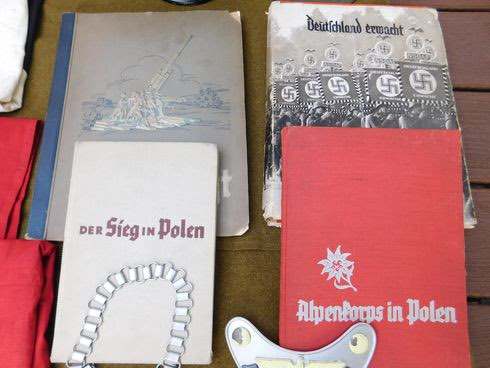 Deutschland erwacht
DER Sieg IN Polen
Alpenkorps in Polen